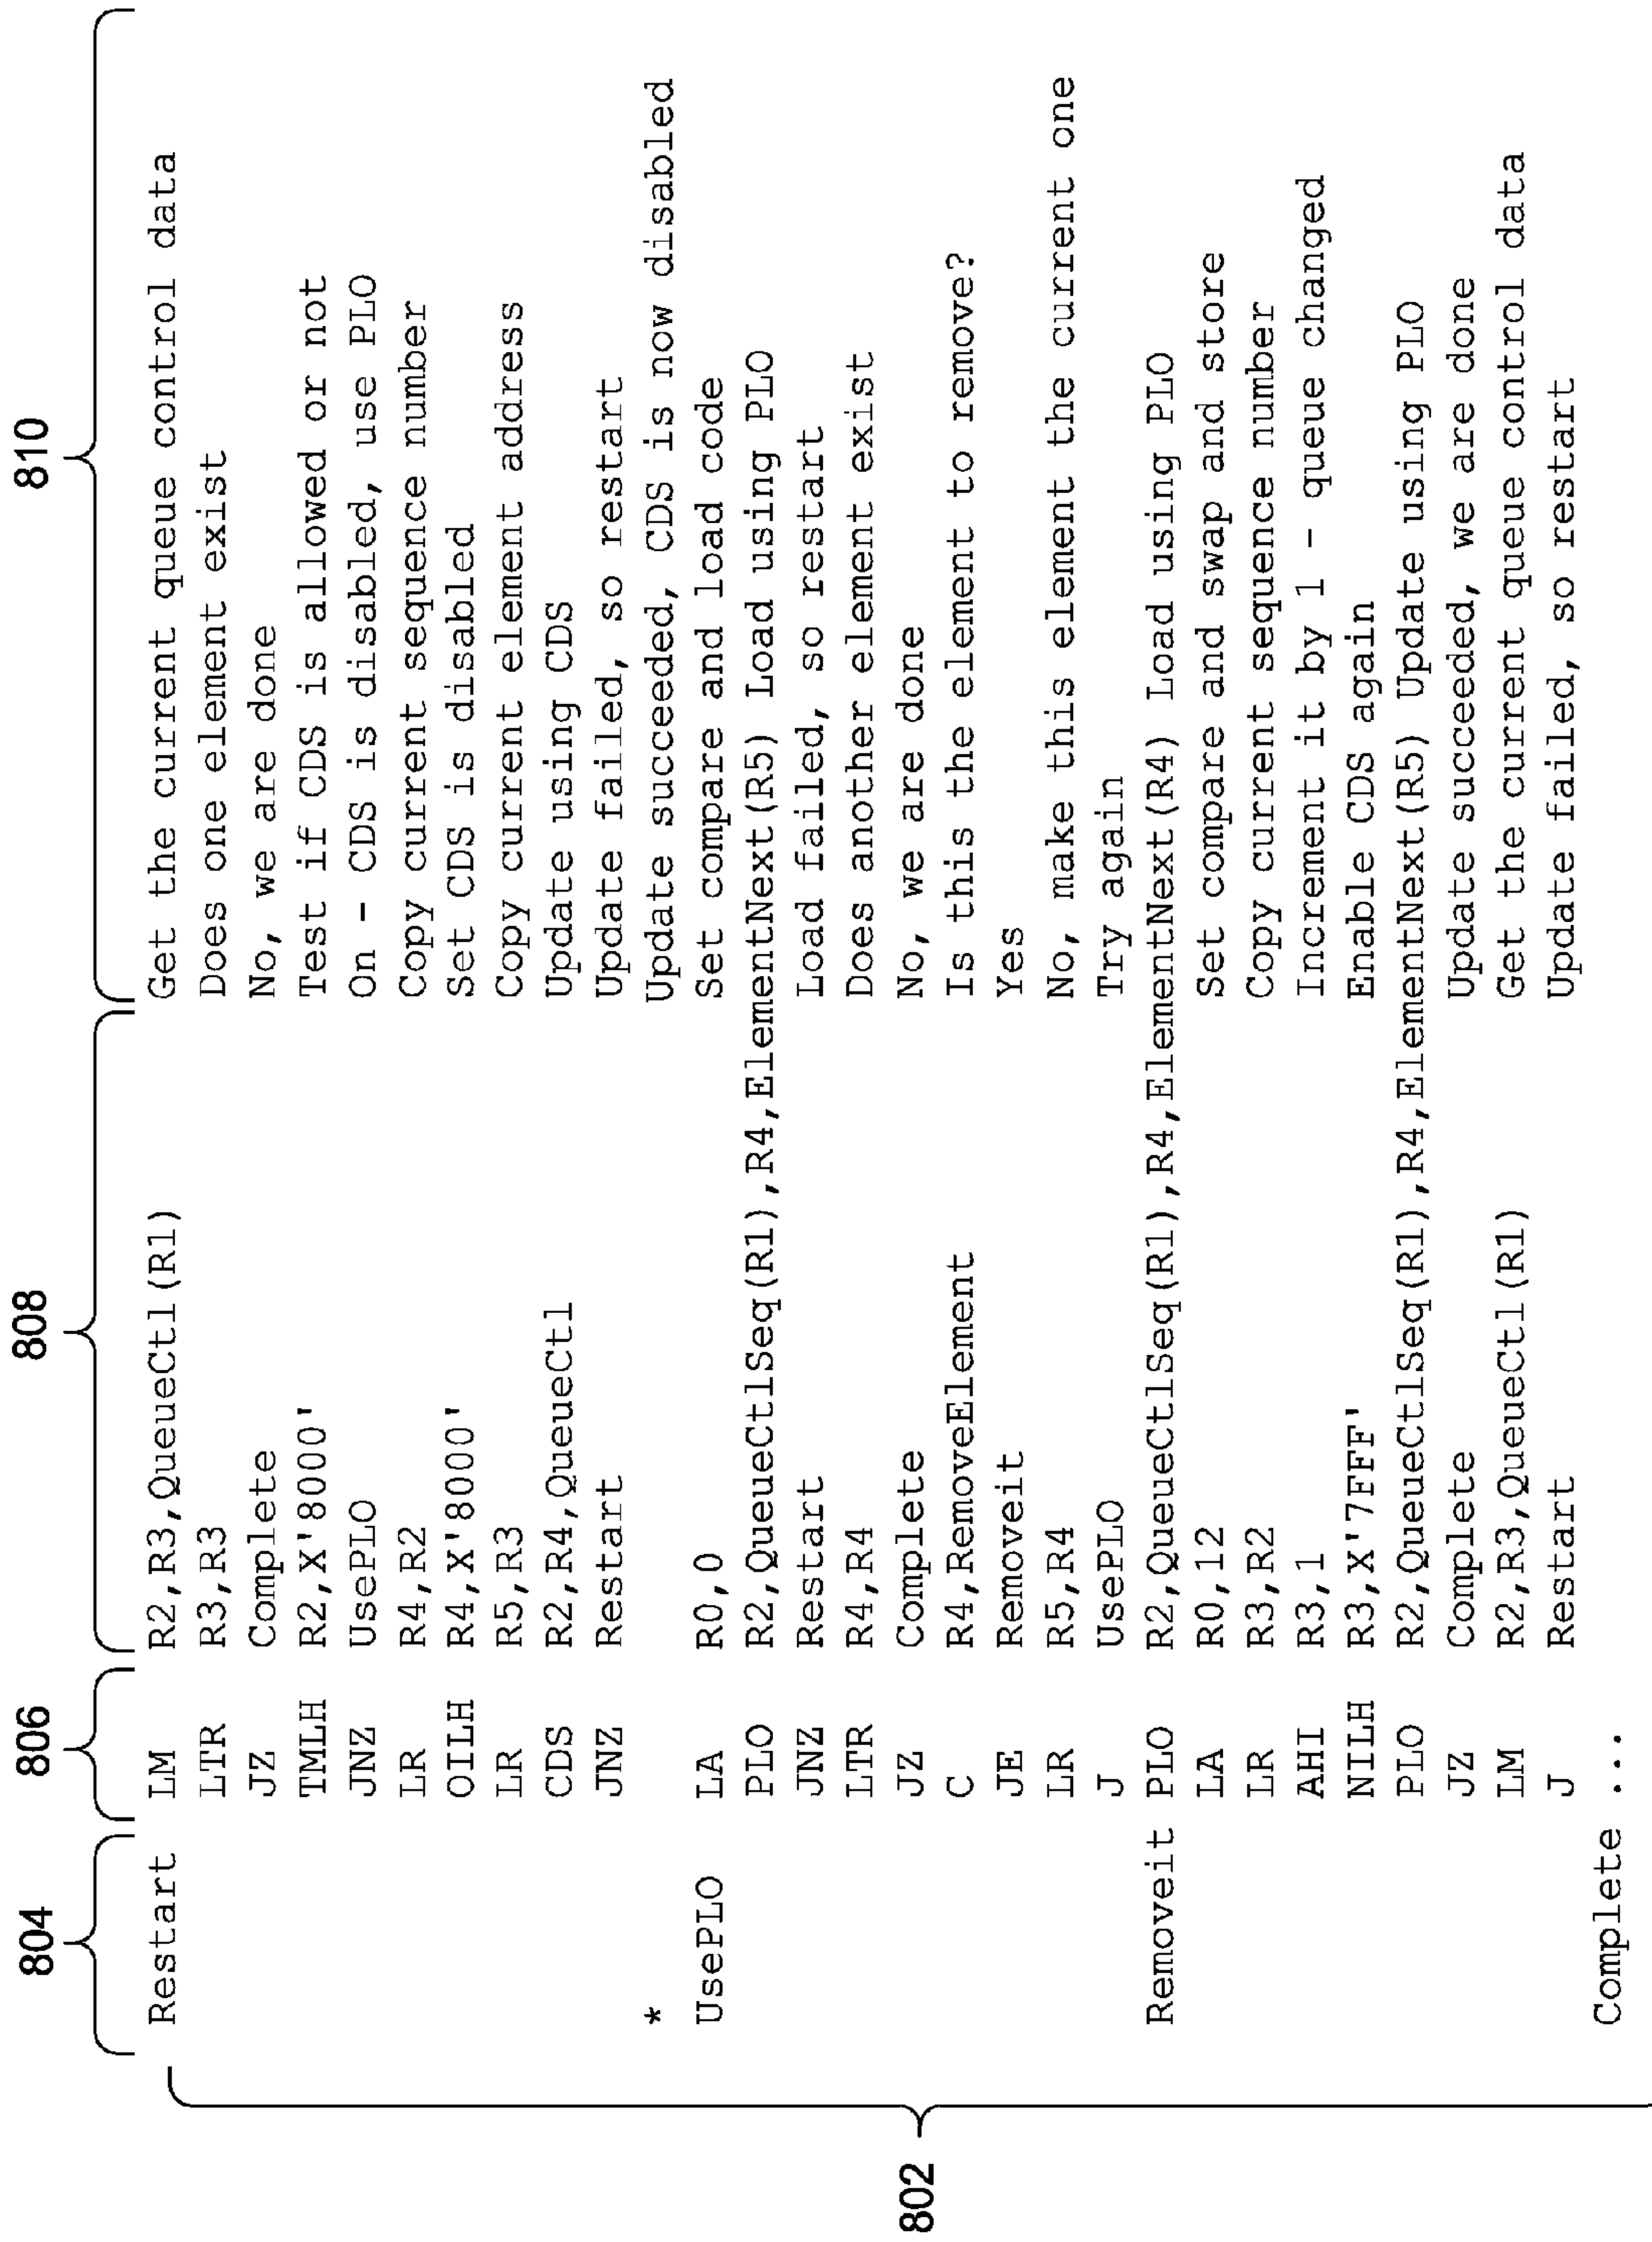 804 806 808 810
802
Restart LM R2,R3,QueueCtl(R1) Get the current queue control data
LTR R3,R3 Does one element exist
JZ Complete No, we are done
TMLH R2,X'8000' Test if CDS is allowed or not
JNZ UsePLO On - CDS is disabled, use PLO
LR R4,R2 Copy current sequence number
OILH R4,X'8000' Set CDS is disabled
LR R5,R3 Copy current element address
CDS R2,R4,QueueCtl Update using CDS
JNZ Restart Update failed, so restart
* Update succeeded, CDS is now disabled
UsePLO LA R0,0 Set compare and load code
PLO R2,QueueCtlSeq(R1),R4,ElementNext(R5) Load using PLO
JNZ Restart Load failed, so restart
LTR R4,R4 Does another element exist
JZ Complete No, we are done
C R4,RemoveElement Is this the element to remove?
JE Removeit Yes
LR R5,R4 No, make this element the current one
J UsePLO Try again
Removeit PLO R2,QueueCtlSeq(R1),R4,ElementNext(R4) Load using PLO
LA R0,12 Set compare and swap and store
LR R3,R2 Copy current sequence number
AHI R3,1 Increment it by 1 - queue changed
NILH R3,X'7FFF' Enable CDS again
PLO R2,QueueCtlSeq(R1),R4,ElementNext(R5) Update using PLO
JZ Complete Update succeeded, we are done
LM R2,R3,QueueCtl(R1) Get the current queue control data
J Restart Update failed, so restart
Complete ...